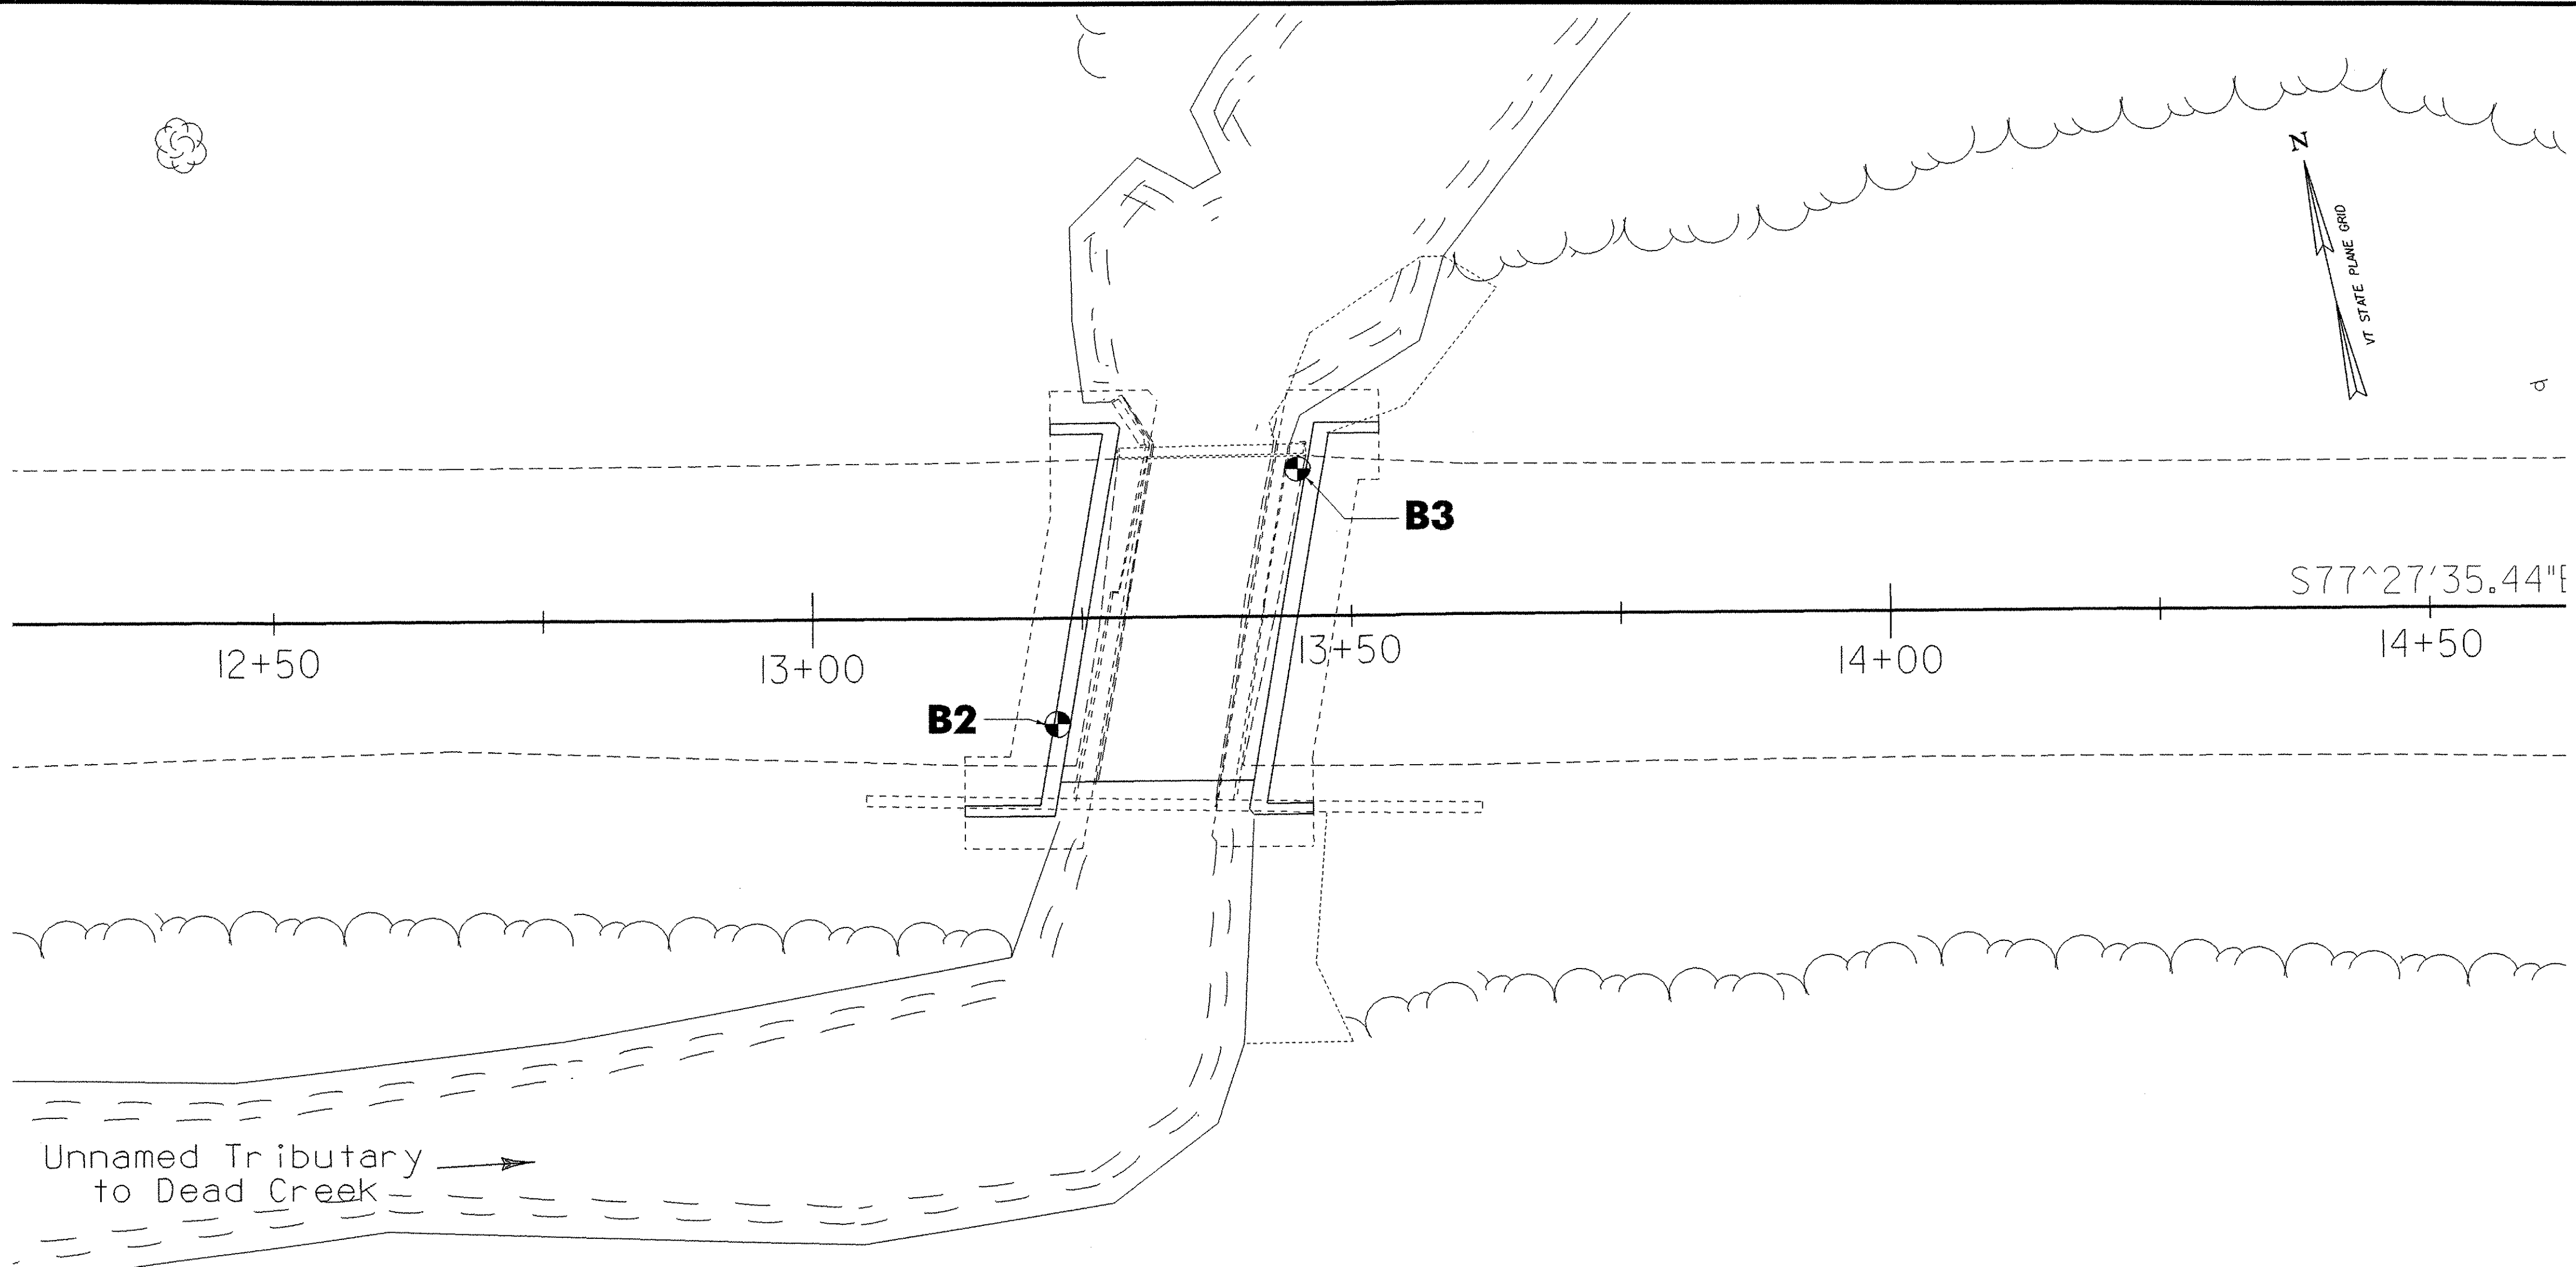 N
VT STATE PLANE GRID
B3
S77^27'35.44"E
12+50
13+00
13+50
14+00
14+50
B2
Unnamed Tributary
to Dead Creek